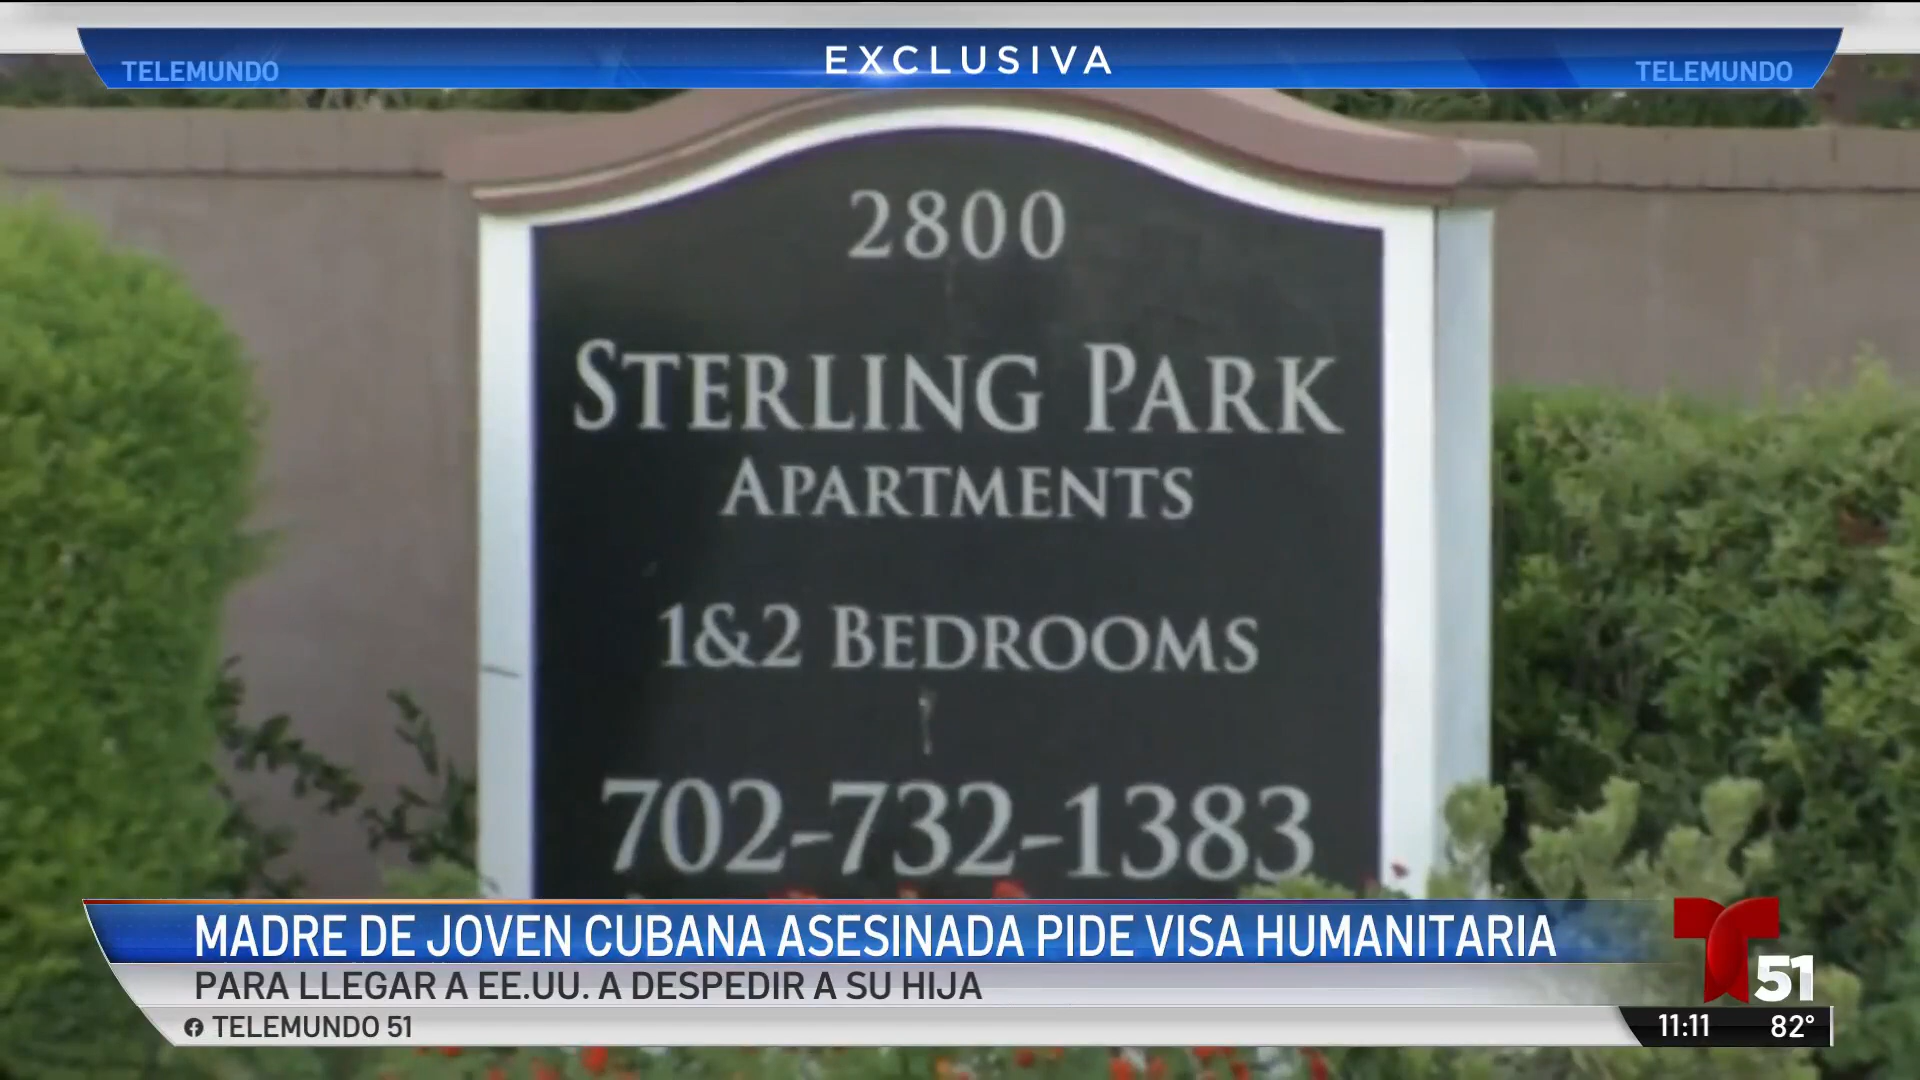 EXCLUSIVA
TELEMUNDO
TELEMUNDO
2800
STERLING PARK
APARTMENTS
1&2 BEDROOMS
702-732-1383
MADRE DE JOVEN CUBANA ASESINADA PIDE VISA HUMANITARIA
PARA LLEGAR A EE.UU. A DESPEDIR A SU HIJA
TELEMUNDO 51
51
11:11 82°